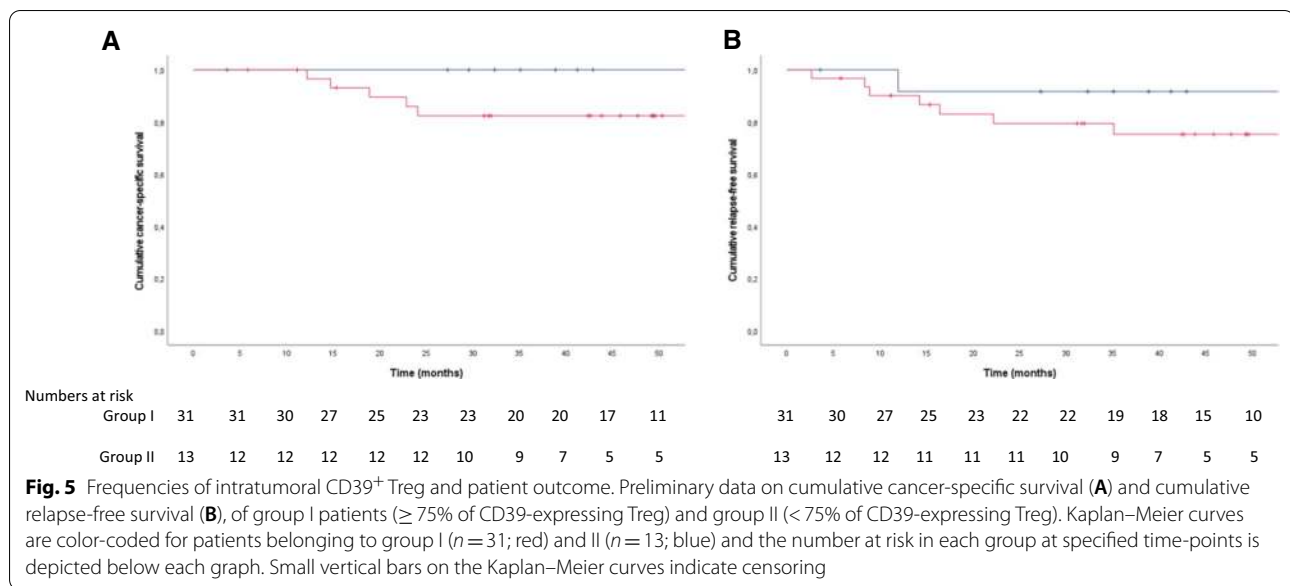 A
B
Cumulative cancer-specific survival
1,0
0,8
0,6
0,4
0,2
0,0
0 5 10 15 20 25 30 35 40 45 50
Time (months)
Cumulative relapse-free survival
1,0
0,8
0,6
0,4
0,2
0,0
0 5 10 15 20 25 30 35 40 45 50
Time (months)
Numbers at risk
Group I 31 31 30 27 25 23 23 20 20 17 11 31 30 27 25 23 22 22 19 18 15 10
Group II 13 12 12 12 12 12 10 9 7 5 5 13 12 12 11 11 11 10 9 7 5 5
Fig. 5 Frequencies of intratumoral CD39⁺ Treg and patient outcome. Preliminary data on cumulative cancer-specific survival (A) and cumulative
relapse-free survival (B), of group I patients (≥ 75% of CD39-expressing Treg) and group II (< 75% of CD39-expressing Treg). Kaplan–Meier curves
are color-coded for patients belonging to group I (n = 31; red) and II (n = 13; blue) and the number at risk in each group at specified time-points is
depicted below each graph. Small vertical bars on the Kaplan–Meier curves indicate censoring